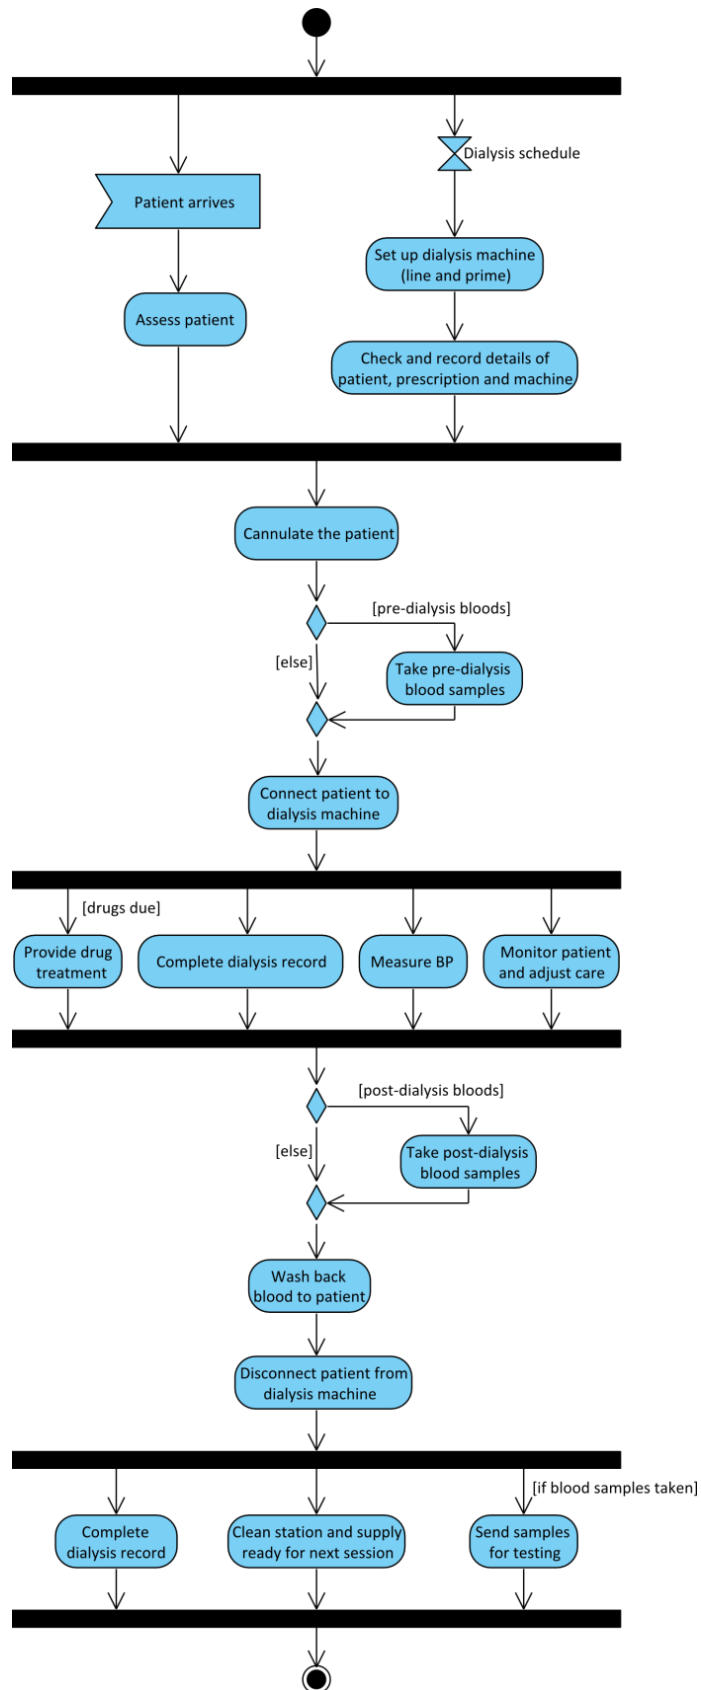 Dialysis schedule
Patient arrives
Set up dialysis machine
(line and prime)
Assess patient
Check and record details of
patient, prescription and machine
Cannulate the patient
[pre-dialysis bloods]
[else]
Take pre-dialysis
blood samples
Connect patient to
dialysis machine
[drugs due]
Provide drug
treatment
Complete dialysis record
Measure BP
Monitor patient
and adjust care
[post-dialysis bloods]
[else]
Take post-dialysis
blood samples
Wash back
blood to patient
Disconnect patient from
dialysis machine
[if blood samples taken]
Complete
dialysis record
Clean station and supply
ready for next session
Send samples
for testing